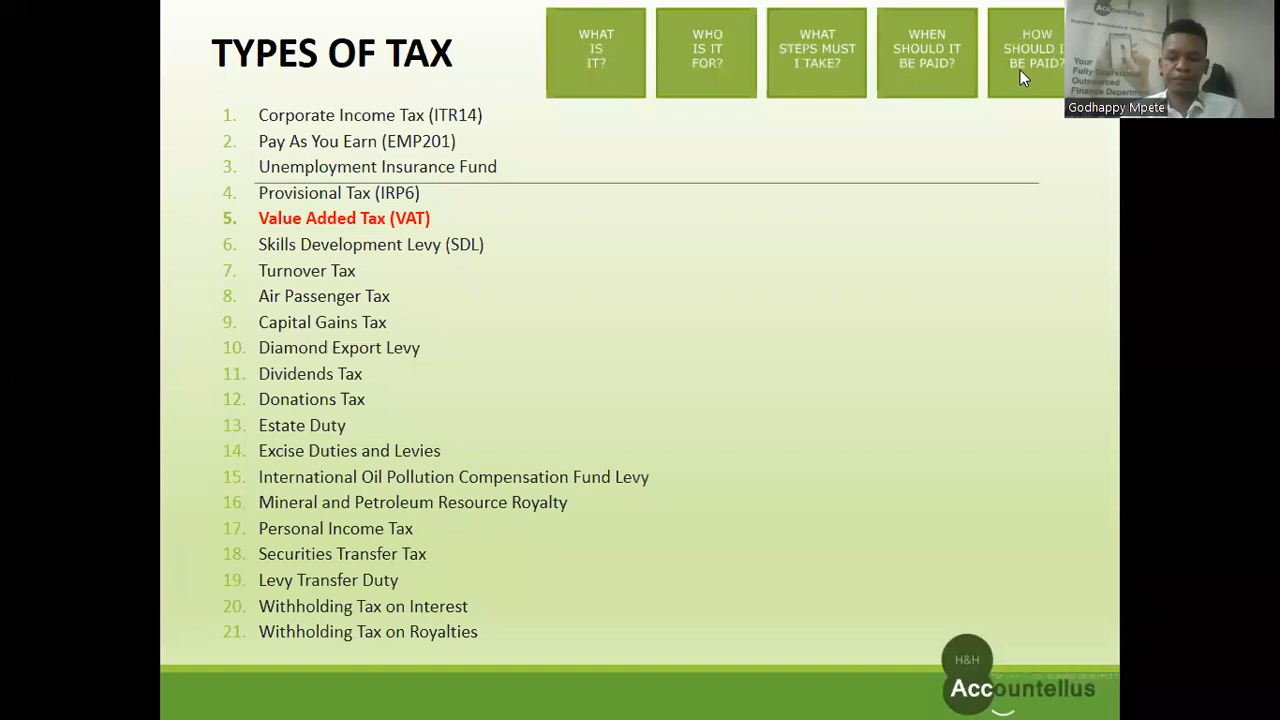 TYPES OF TAX
WHAT
IS
IT?
WHO
IS IT
FOR?
WHAT
STEPS MUST
I TAKE?
WHEN
SHOULD IT
BE PAID?
HOW
SHOULD I
BE PAID?
Accountellus
Your
Fully
Outsourced
Finance Depart
Godhappy Mpete
1. Corporate Income Tax (ITR14)
2. Pay As You Earn (EMP201)
3. Unemployment Insurance Fund
4. Provisional Tax (IRP6)
5. Value Added Tax (VAT)
6. Skills Development Levy (SDL)
7. Turnover Tax
8. Air Passenger Tax
9. Capital Gains Tax
10. Diamond Export Levy
11. Dividends Tax
12. Donations Tax
13. Estate Duty
14. Excise Duties and Levies
15. International Oil Pollution Compensation Fund Levy
16. Mineral and Petroleum Resource Royalty
17. Personal Income Tax
18. Securities Transfer Tax
19. Levy Transfer Duty
20. Withholding Tax on Interest
21. Withholding Tax on Royalties
H&H
Accountellus